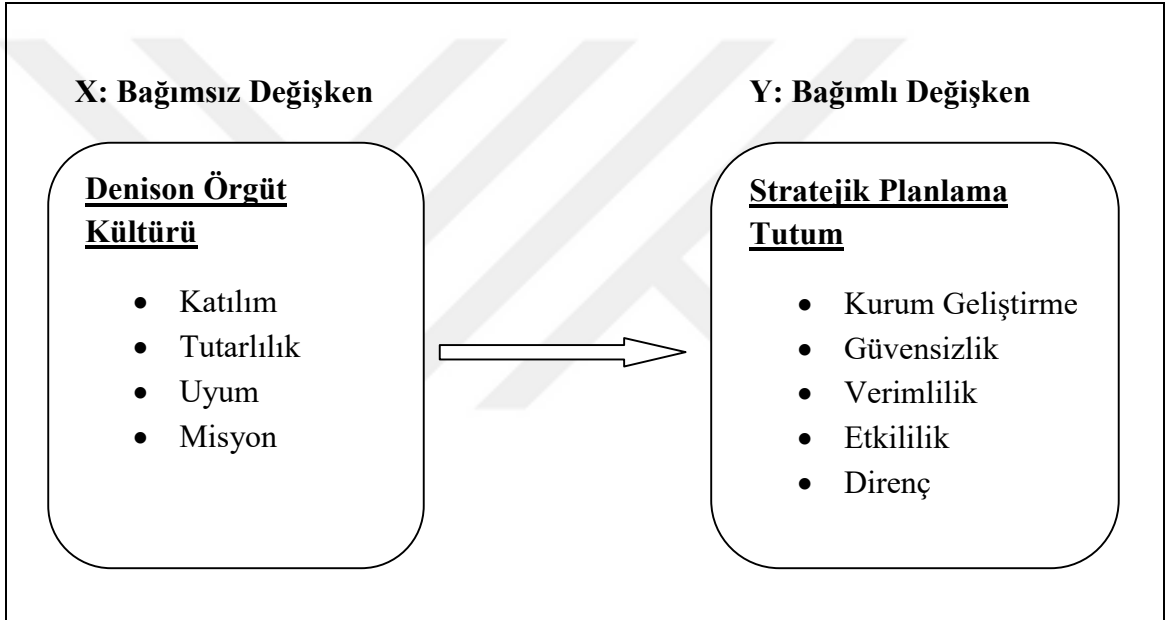 X: Bağımsız Değişken
Denison Örgüt
Kültürü
• Katılım
• Tutarlılık
• Uyum
• Misyon
Y: Bağımlı Değişken
Stratejik Planlama
Tutum
• Kurum Geliştirme
• Güvensizlik
• Verimlilik
• Etkililik
• Direnç